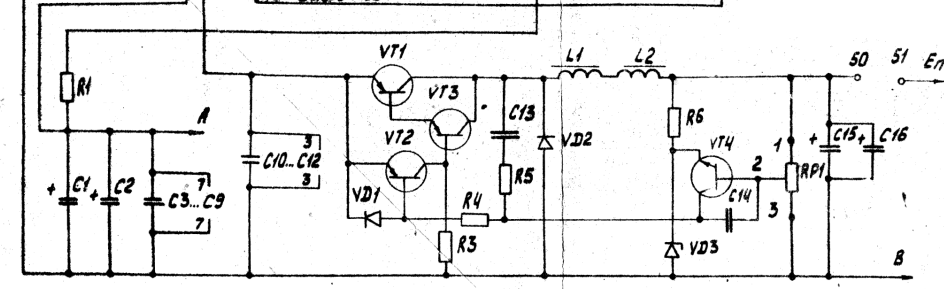 VT1
L1
L2
50
51
Еп
R1
A
VT3
C13
R6
3
C10...C12
3
VT2
VD2
VT4
1
+ C15
+ C16
+ C1
+ C2
7
C3...C9
7
VD1
R4
R5
2
RP1
C14
3
R3
VD3
B